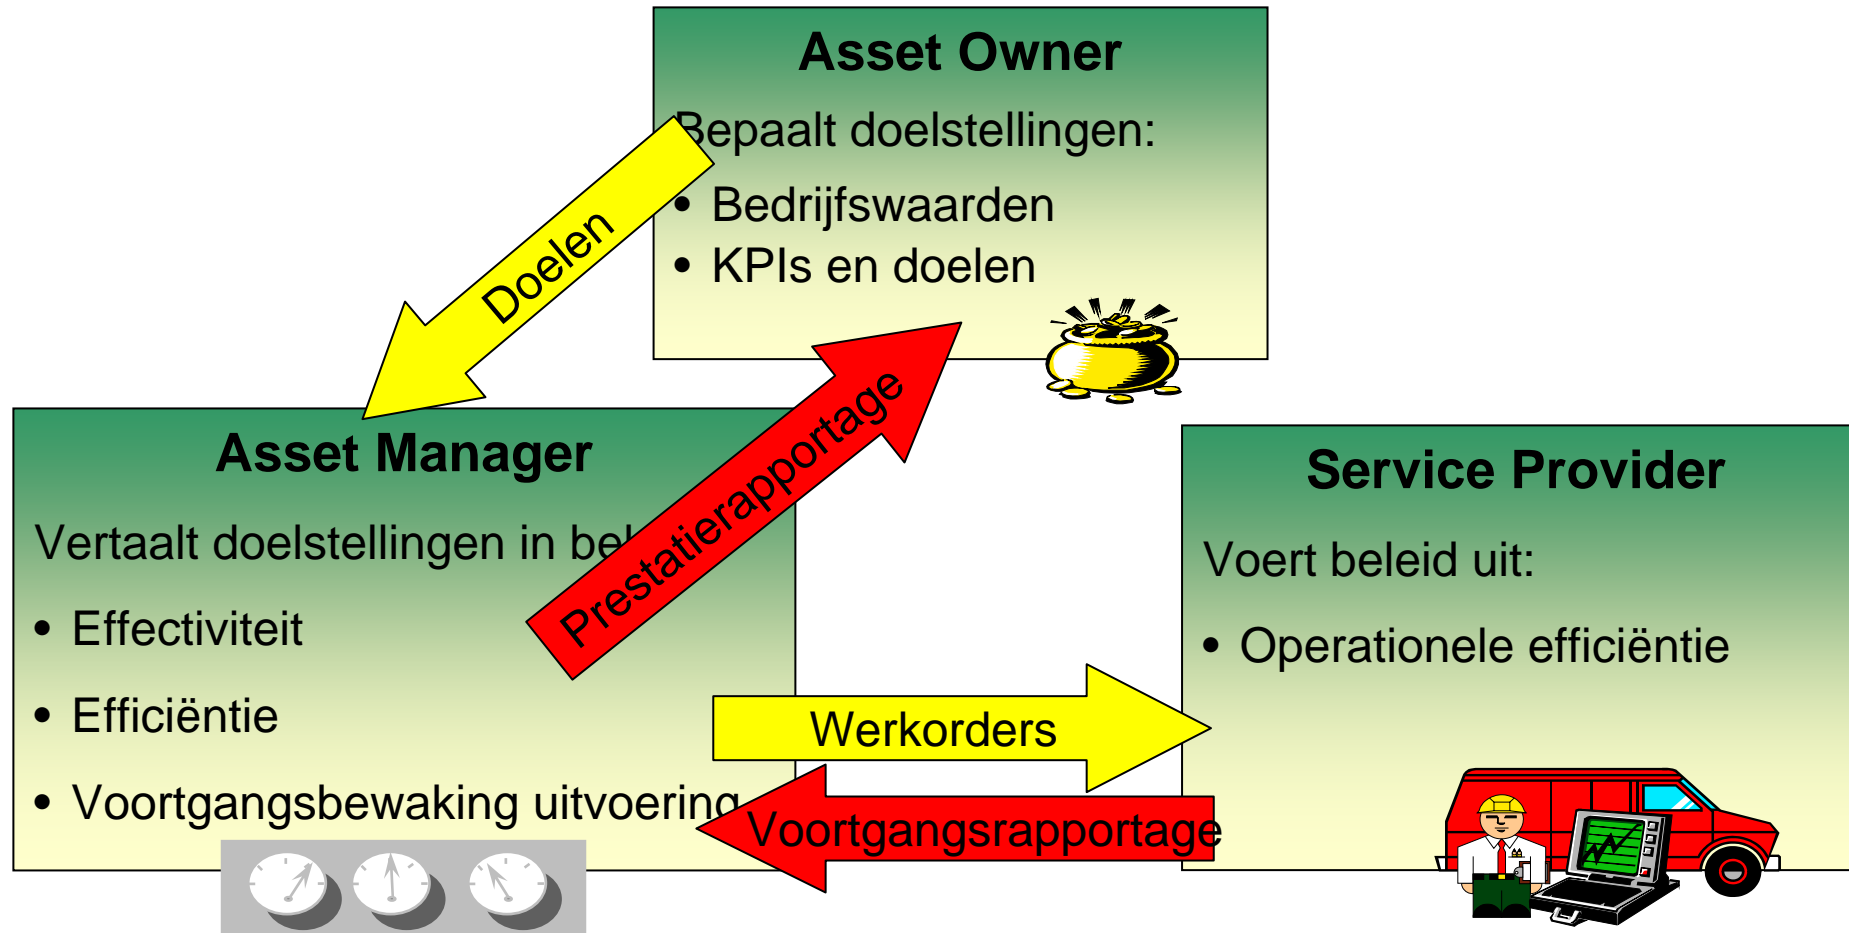 Asset Owner
Bepaalt doelstellingen:
• Bedrijfswaarden
• KPIs en doelen
Doelen
Prestatierapportage
Asset Manager
Vertaalt doelstellingen in
• Effectiviteit
• Efficiëntie
• Voortgangsbewaking uitvoering
Werkorders
Voortgangsrapportage
Service Provider
Voert beleid uit:
• Operationele efficiëntie